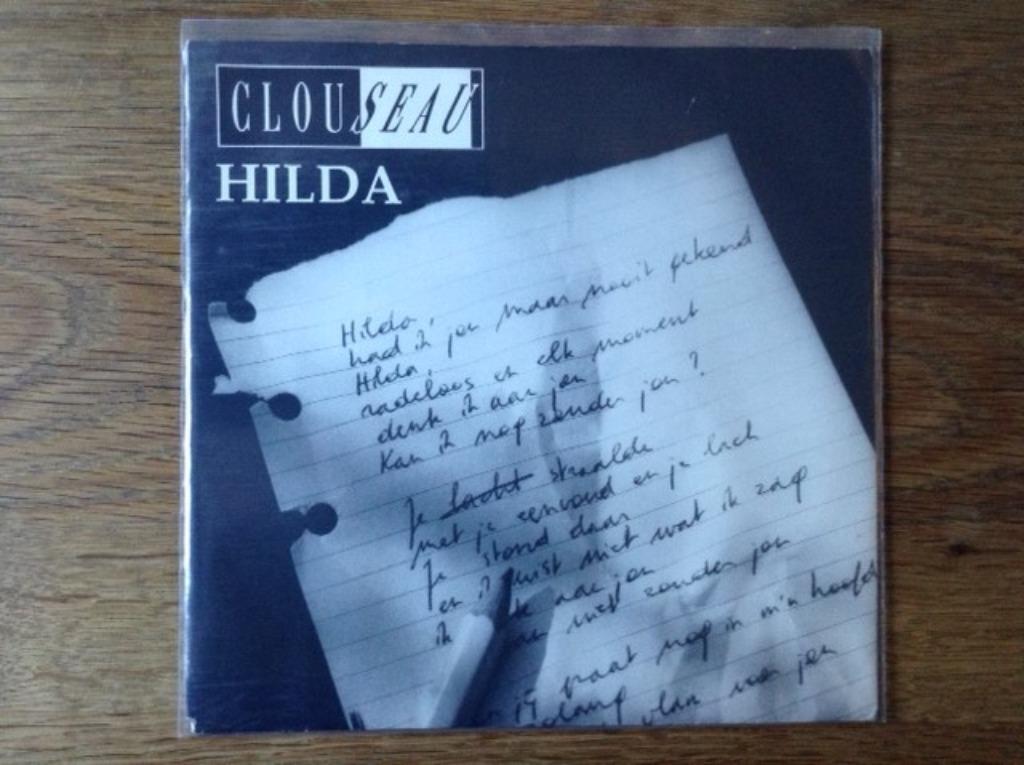 CLOUSEAU
HILDA
Hilda,
had ik jou maar nooit gekend
Hilda,
radeloos en elk moment
denk ik aan jou
Kan ik nog zonder jou?
Je lacht straalde
met je eenvoud en je lach
Je stond daar
en ik wist niet wat ik zag
ik aan jou
niet zonder jou
praat nog in m'n hoofd
jou